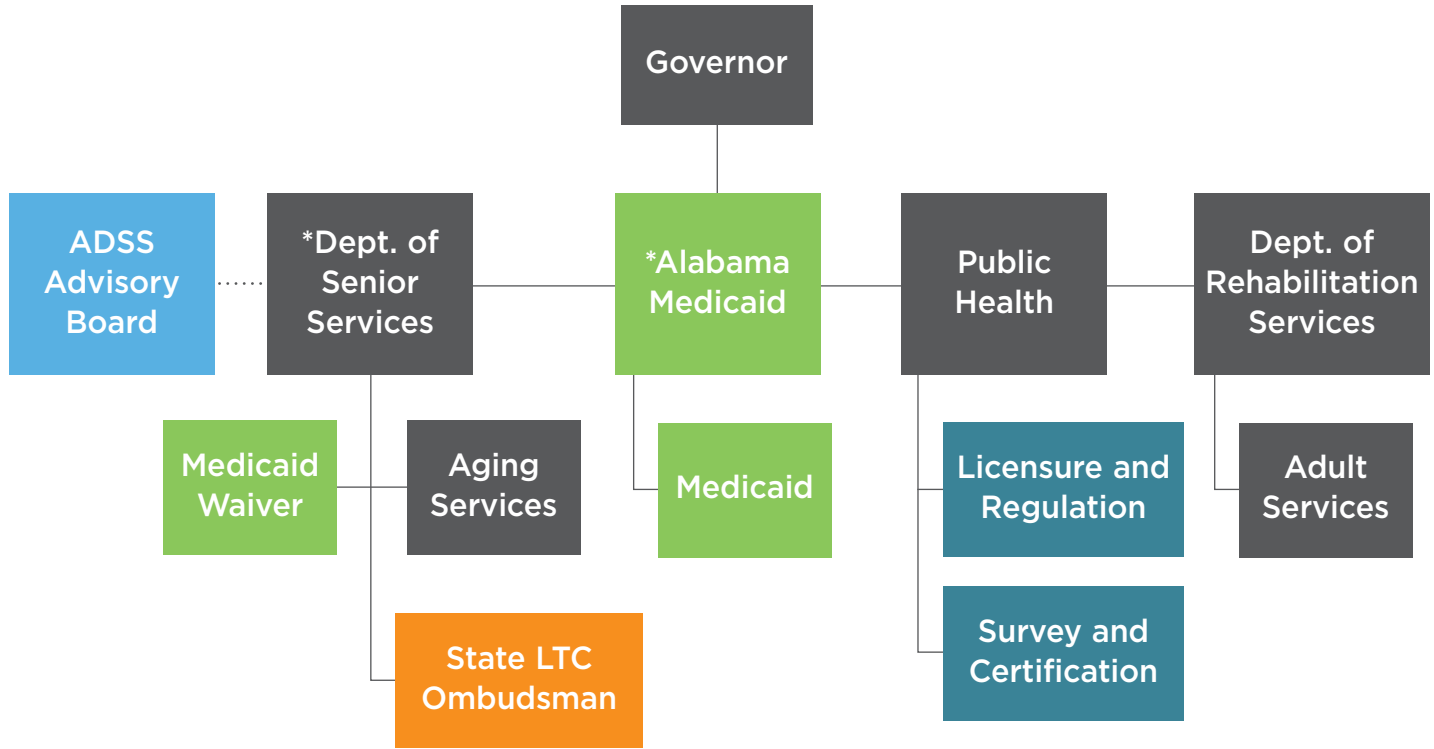 Governor
ADSS
Advisory
Board
*Dept. of
Senior
Services
*Alabama
Medicaid
Public
Health
Dept. of
Rehabilitation
Services
Medicaid
Waiver
Aging
Services
Medicaid
Licensure and
Regulation
Adult
Services
State LTC
Ombudsman
Survey and
Certification